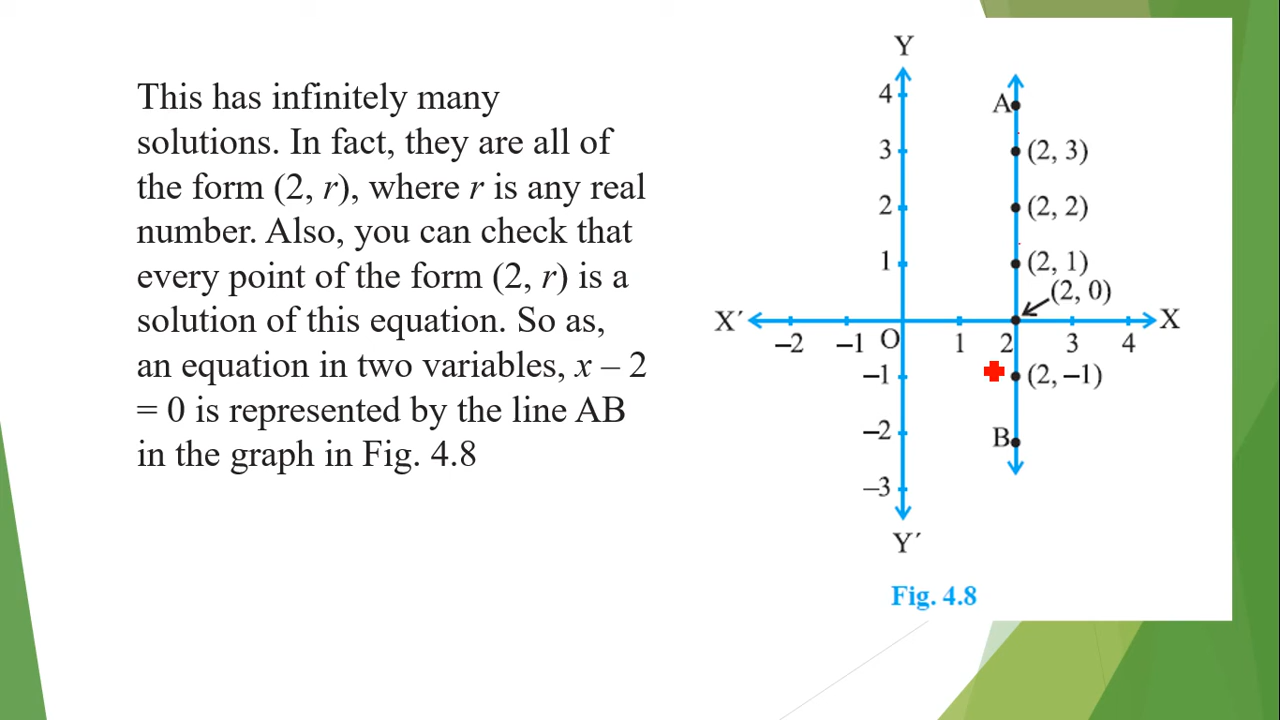 This has infinitely many
solutions. In fact, they are all of
the form (2, r), where r is any real
number. Also, you can check that
every point of the form (2, r) is a
solution of this equation. So as,
an equation in two variables, x – 2
= 0 is represented by the line AB
in the graph in Fig. 4.8
Y
4
A
3
(2, 3)
2
(2, 2)
1
(2, 1)
(2, 0)
X´
X
–2 –1 O 1 2 3 4
–1
(2, –1)
–2
B
–3
Y´
Fig. 4.8